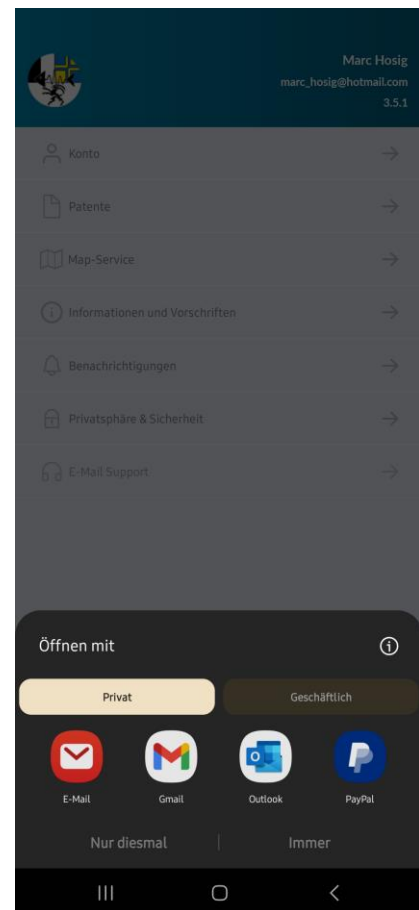 Marc Hosig
marc_hosig@hotmail.com
3.5.1
Konto
Patente
Map-Service
Informationen und Vorschriften
Benachrichtigungen
Privatsphäre & Sicherheit
E-Mail Support
Öffnen mit
Privat
Geschäftlich
E-Mail
Gmail
Outlook
PayPal
Nur diesmal
Immer